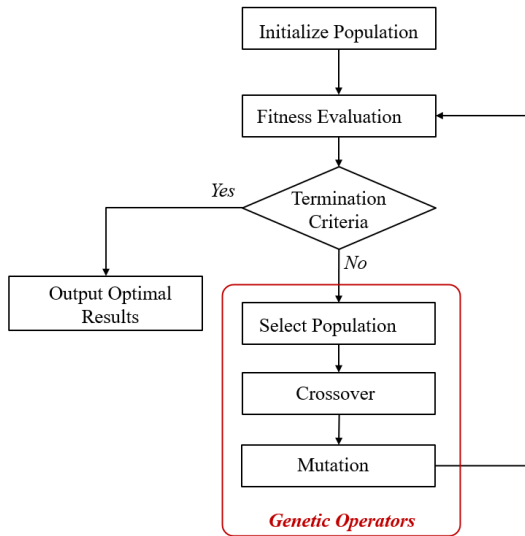 Initialize Population
Fitness Evaluation
Yes
Termination
Criteria
No
Output Optimal
Results
Select Population
Crossover
Mutation
Genetic Operators